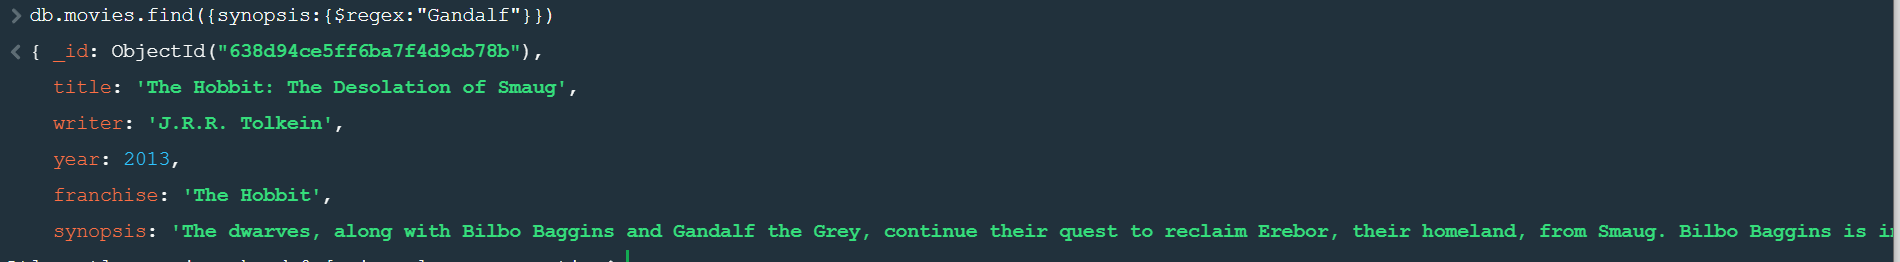 > db.movies.find({synopsis:{$regex:"Gandalf"}})
< { _id: ObjectId("638d94ce5ff6ba7f4d9cb78b"),
title: 'The Hobbit: The Desolation of Smaug',
writer: 'J.R.R. Tolkein',
year: 2013,
franchise: 'The Hobbit',
synopsis: 'The dwarves, along with Bilbo Baggins and Gandalf the Grey, continue their quest to reclaim Erebor, their homeland, from Smaug. Bilbo Baggins is